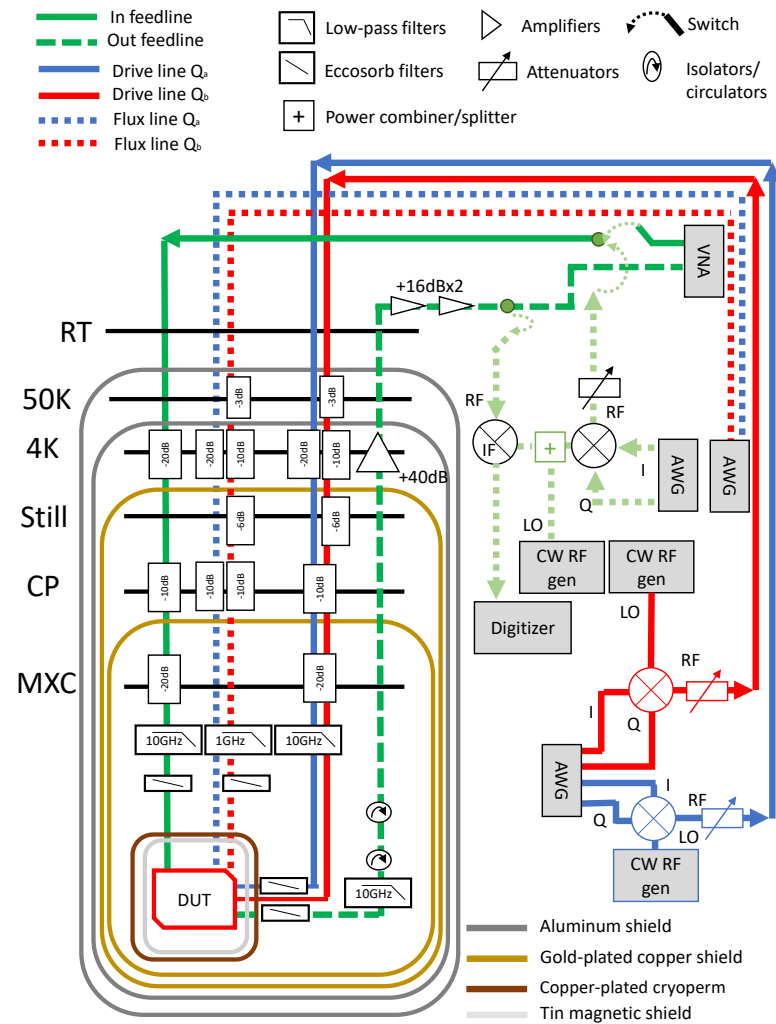 In feedline
Out feedline
Drive line Qa
Drive line Qb
Flux line Qa
Flux line Qb
Low-pass filters
Eccosorb filters
+
Power combiner/splitter
Amplifiers
Attenuators
Switch
Isolators/
circulators
VNA
+16dBx2
RT
50K
-3dB
-3dB
RF
RF
4K
-20dB
-20dB
-10dB
-20dB
-10dB
+40dB
IF
+
I
Q
AWG
AWG
Still
-6dB
-6dB
LO
CW RF
gen
CW RF
gen
CP
-10dB
-10dB
-10dB
-10dB
Digitizer
LO
MXC
-20dB
-20dB
RF
I
Q
10GHz
1GHz
10GHz
AWG
I
Q
RF
LO
CW RF
gen
DUT
10GHz
Aluminum shield
Gold-plated copper shield
Copper-plated cryoperm
Tin magnetic shield